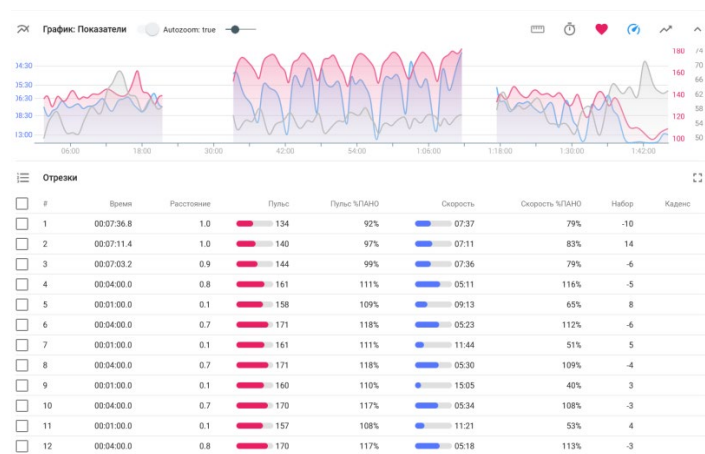 График: Показатели Autozoom: true
180 74
04:30 70
160 66
05:30
06:30 140 62
08:30 120 58
54
13:00 100 50
06:00 18:00 30:00 42:00 54:00 1:06:00 1:18:00 1:30:00 1:42:00
Отрезки
# Время Расстояние Пульс Пульс %ПАНО Скорость Скорость %ПАНО Набор Каденс
1 00:07:36.8 1.0 134 92% 07:37 79% -10
2 00:07:11.4 1.0 140 97% 07:11 83% 14
3 00:07:03.2 0.9 144 99% 07:36 79% -6
4 00:04:00.0 0.8 161 111% 05:11 116% -5
5 00:01:00.0 0.1 158 109% 09:13 65% 8
6 00:04:00.0 0.7 171 118% 05:23 112% -6
7 00:01:00.0 0.1 161 111% 11:44 51% 5
8 00:04:00.0 0.7 171 118% 05:30 109% -4
9 00:01:00.0 0.1 160 110% 15:05 40% 3
10 00:04:00.0 0.7 170 117% 05:34 108% -3
11 00:01:00.0 0.1 157 108% 11:21 53% 4
12 00:04:00.0 0.8 170 117% 05:18 113% -3